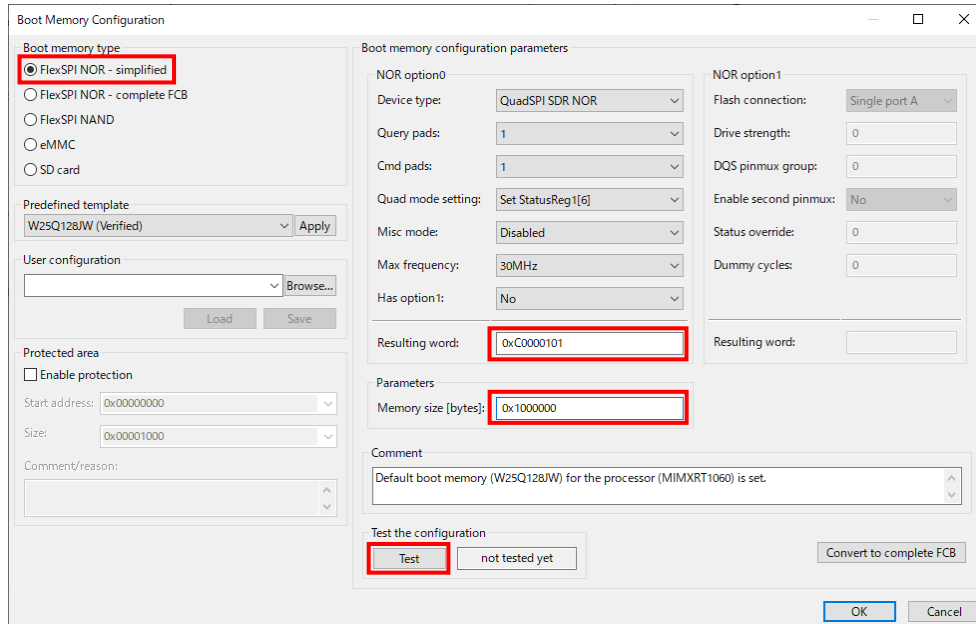 Boot Memory Configuration
Boot memory type
FlexSPI NOR - simplified
FlexSPI NOR - complete FCB
FlexSPI NAND
eMMC
SD card
Predefined template
W25Q128JW (Verified)
Apply
User configuration
Browse...
Load
Save
Protected area
Enable protection
Start address:
0x00000000
Size:
0x00001000
Comment/reason:
Boot memory configuration parameters
NOR option0
Device type:
QuadSPI SDR NOR
Query pads:
1
Cmd pads:
1
Quad mode setting:
Set StatusReg1[6]
Misc mode:
Disabled
Max frequency:
30MHz
Has option1:
No
Resulting word:
0xC0000101
Parameters
Memory size [bytes]:
0x1000000
NOR option1
Flash connection:
Single port A
Drive strength:
0
DQS pinmux group:
0
Enable second pinmux:
No
Status override:
0
Dummy cycles:
0
Resulting word:
Comment
Default boot memory (W25Q128JW) for the processor (MIMXRT1060) is set.
Test the configuration
Test
not tested yet
Convert to complete FCB
OK
Cancel